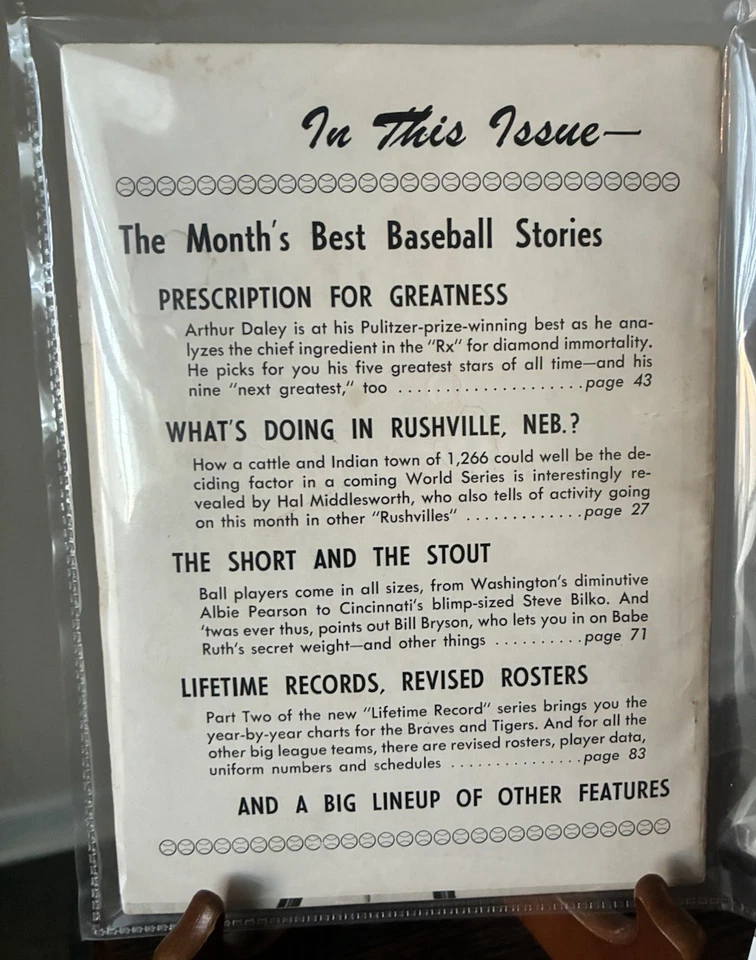 In This Issue—
The Month's Best Baseball Stories
PRESCRIPTION FOR GREATNESS
Arthur Daley is at his Pulitzer-prize-winning best as he ana-
lyzes the chief ingredient in the "Rx" for diamond immortality.
He picks for you his five greatest stars of all time—and his
nine "next greatest," too . . . . . . . . . . . . . . . . . . . . page 43
WHAT'S DOING IN RUSHVILLE, NEB.?
How a cattle and Indian town of 1,266 could well be the de-
ciding factor in a coming World Series is interestingly re-
vealed by Hal Middlesworth, who also tells of activity going
on this month in other "Rushvilles" . . . . . . . . . . . . . page 27
THE SHORT AND THE STOUT
Ball players come in all sizes, from Washington's diminutive
Albie Pearson to Cincinnati's blimp-sized Steve Bilko. And
'twas ever thus, points out Bill Bryson, who lets you in on Babe
Ruth's secret weight—and other things . . . . . . . . . . page 71
LIFETIME RECORDS, REVISED ROSTERS
Part Two of the new "Lifetime Record" series brings you the
year-by-year charts for the Braves and Tigers. And for all the
other big league teams, there are revised rosters, player data,
uniform numbers and schedules . . . . . . . . . . . . . . . page 83
AND A BIG LINEUP OF OTHER FEATURES